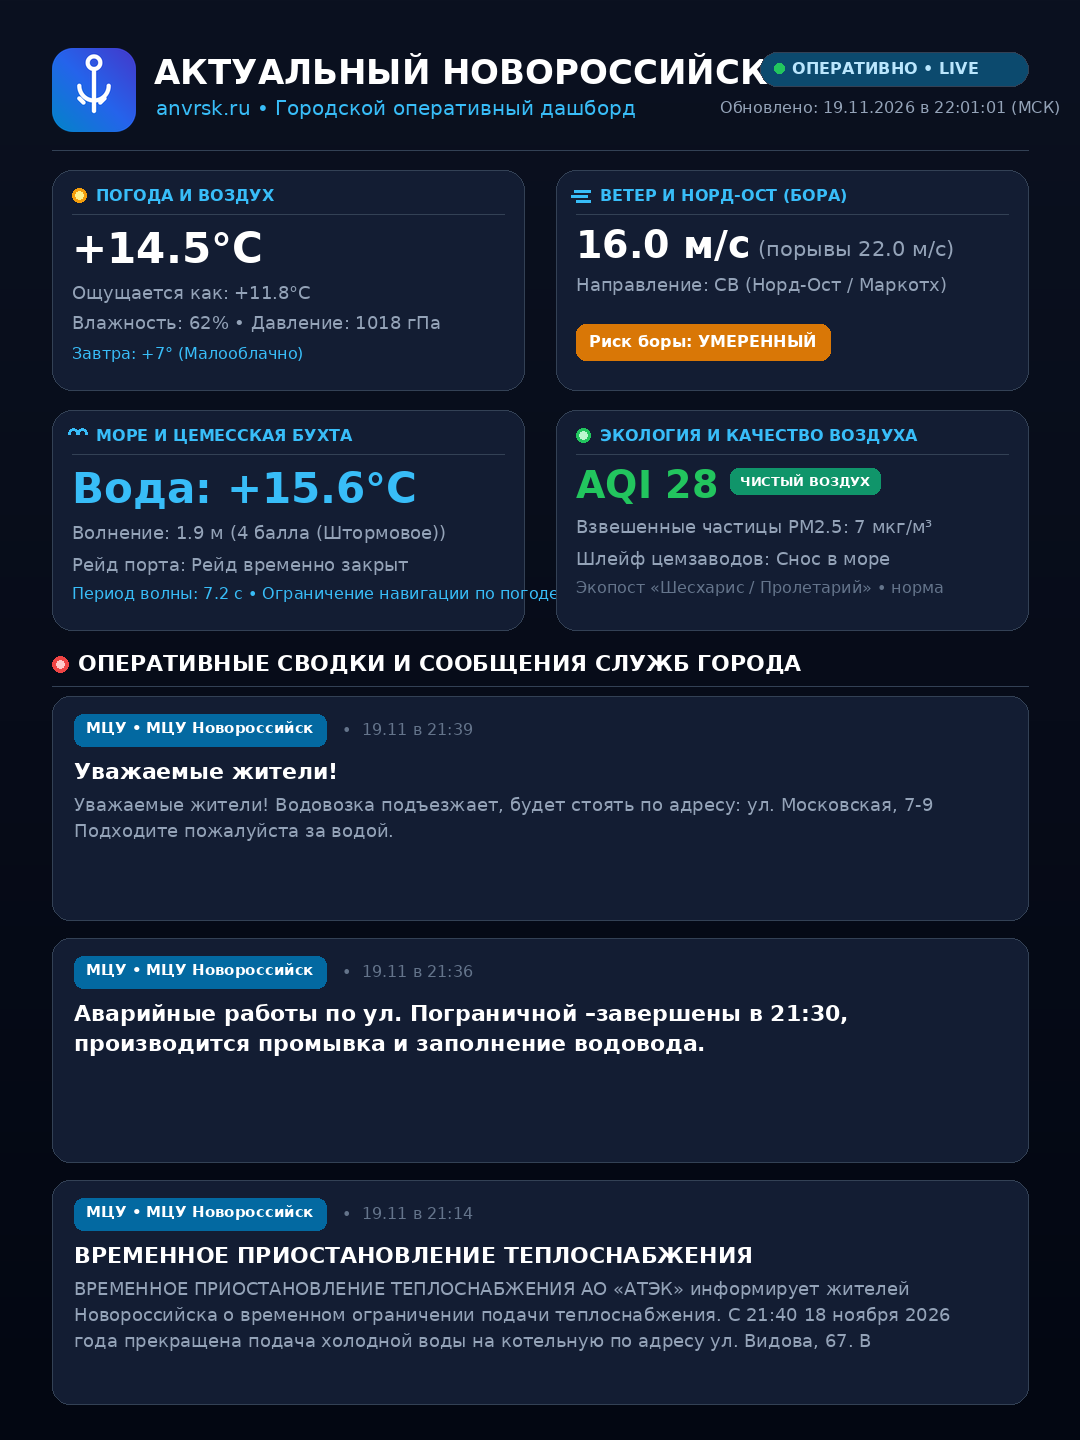 АКТУАЛЬНЫЙ НОВОРОССИЙСК
ОПЕРАТИВНО • LIVE
anvrsk.ru • Городской оперативный дашборд
Обновлено: 19.11.2026 в 22:01:01 (МСК)
ПОГОДА И ВОЗДУХ
+14.5°C
Ощущается как: +11.8°C
Влажность: 62% • Давление: 1018 гПа
Завтра: +7° (Малооблачно)
ВЕТЕР И НОРД-ОСТ (БОРА)
16.0 м/с (порывы 22.0 м/с)
Направление: СВ (Норд-Ост / Маркотх)
Риск боры: УМЕРЕННЫЙ
МОРЕ И ЦЕМЕССКАЯ БУХТА
Вода: +15.6°C
Волнение: 1.9 м (4 балла (Штормовое))
Рейд порта: Рейд временно закрыт
Период волны: 7.2 с • Ограничение навигации по погоде
ЭКОЛОГИЯ И КАЧЕСТВО ВОЗДУХА
AQI 28 ЧИСТЫЙ ВОЗДУХ
Взвешенные частицы PM2.5: 7 мкг/м³
Шлейф цемзаводов: Снос в море
Экопост «Шесхарис / Пролетарий» • норма
ОПЕРАТИВНЫЕ СВОДКИ И СООБЩЕНИЯ СЛУЖБ ГОРОДА
МЦУ • МЦУ Новороссийск • 19.11 в 21:39
Уважаемые жители!
Уважаемые жители! Водовозка подъезжает, будет стоять по адресу: ул. Московская, 7-9
Подходите пожалуйста за водой.
МЦУ • МЦУ Новороссийск • 19.11 в 21:36
Аварийные работы по ул. Пограничной –завершены в 21:30,
производится промывка и заполнение водовода.
МЦУ • МЦУ Новороссийск • 19.11 в 21:14
ВРЕМЕННОЕ ПРИОСТАНОВЛЕНИЕ ТЕПЛОСНАБЖЕНИЯ
ВРЕМЕННОЕ ПРИОСТАНОВЛЕНИЕ ТЕПЛОСНАБЖЕНИЯ АО «АТЭК» информирует жителей
Новороссийска о временном ограничении подачи теплоснабжения. С 21:40 18 ноября 2026
года прекращена подача холодной воды на котельную по адресу ул. Видова, 67. В